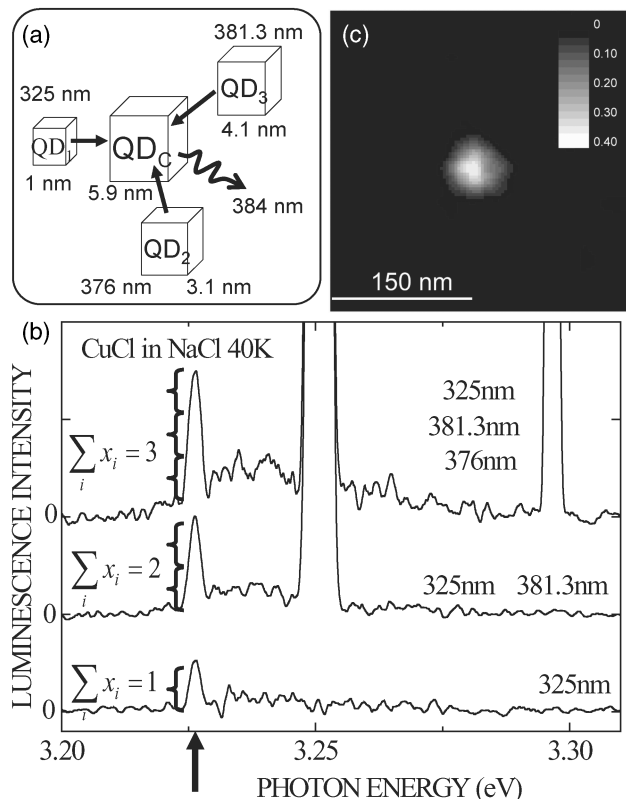 (a)
381.3 nm
325 nm
QD3
QD1
QDC
4.1 nm
1 nm
5.9 nm
384 nm
QD2
376 nm
3.1 nm
(c)
0
0.10
0.20
0.30
0.40
150 nm
(b)
CuCl in NaCl 40K
325nm
381.3nm
376nm
∑i xi = 3
0
∑i xi = 2
325nm 381.3nm
0
∑i xi = 1
325nm
0
LUMINESCENCE INTENSITY
3.20 3.25 3.30
PHOTON ENERGY (eV)